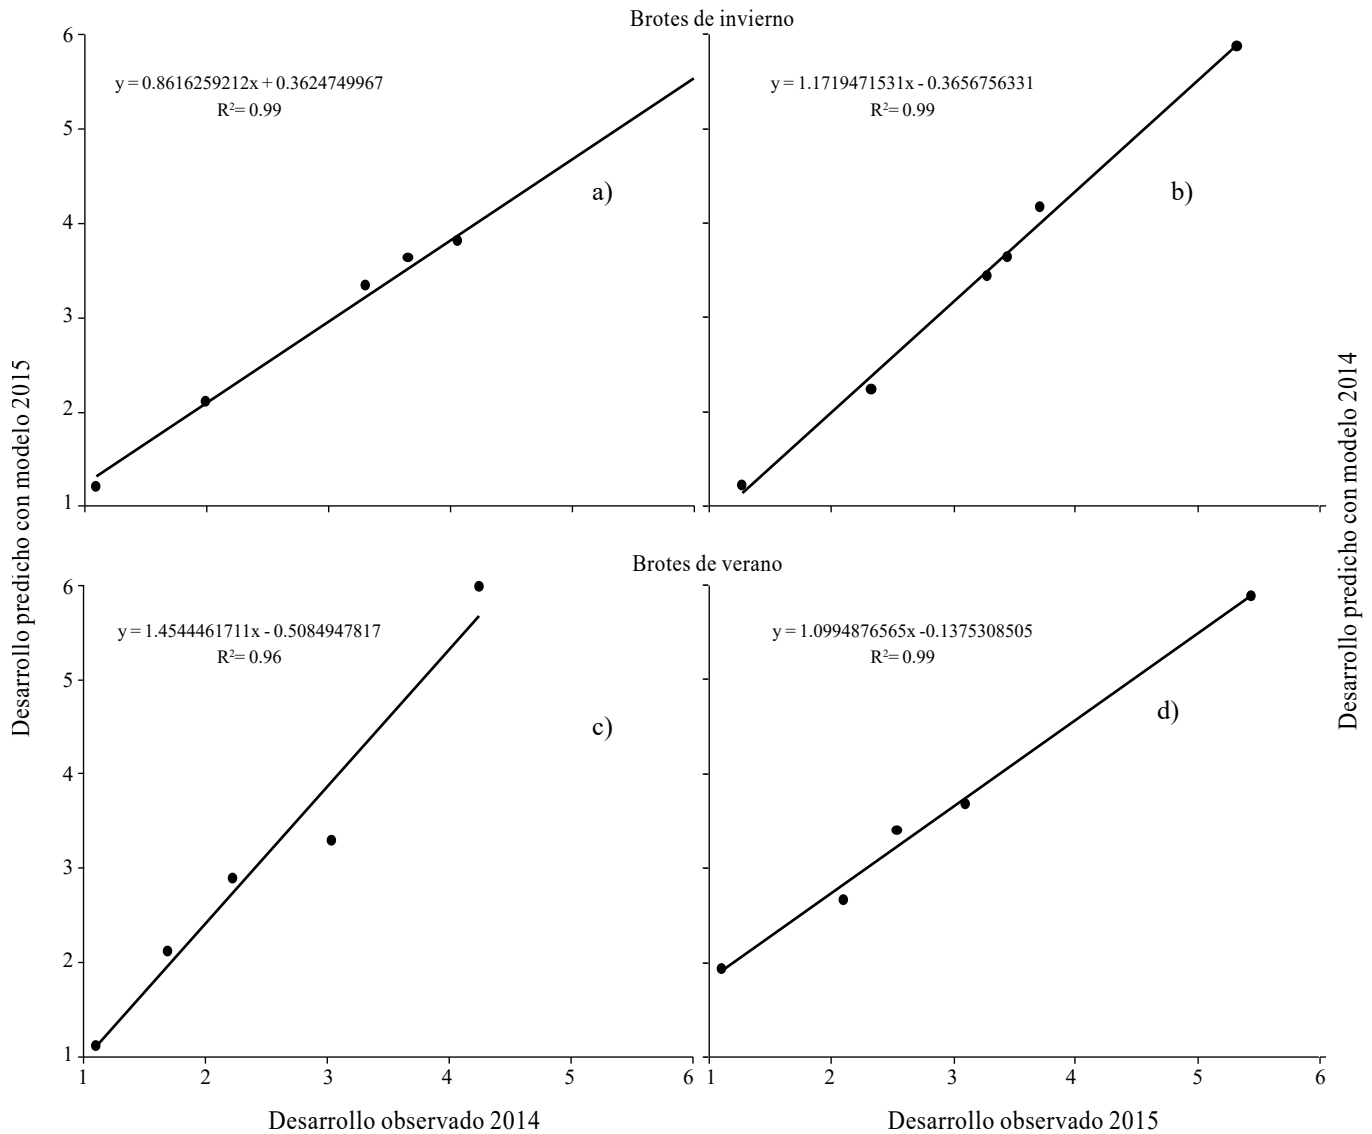 Brotes de invierno
6
5
4
3
2
1
y = 0.8616259212x + 0.3624749967
R²= 0.99
a)
y = 1.1719471531x - 0.3656756331
R²= 0.99
b)
Desarrollo predicho con modelo 2015
Desarrollo predicho con modelo 2014
Brotes de verano
6
5
4
3
2
1
y = 1.4544461711x - 0.5084947817
R²= 0.96
c)
y = 1.0994876565x -0.1375308505
R²= 0.99
d)
1 2 3 4 5 6
1 2 3 4 5 6
Desarrollo observado 2014
Desarrollo observado 2015